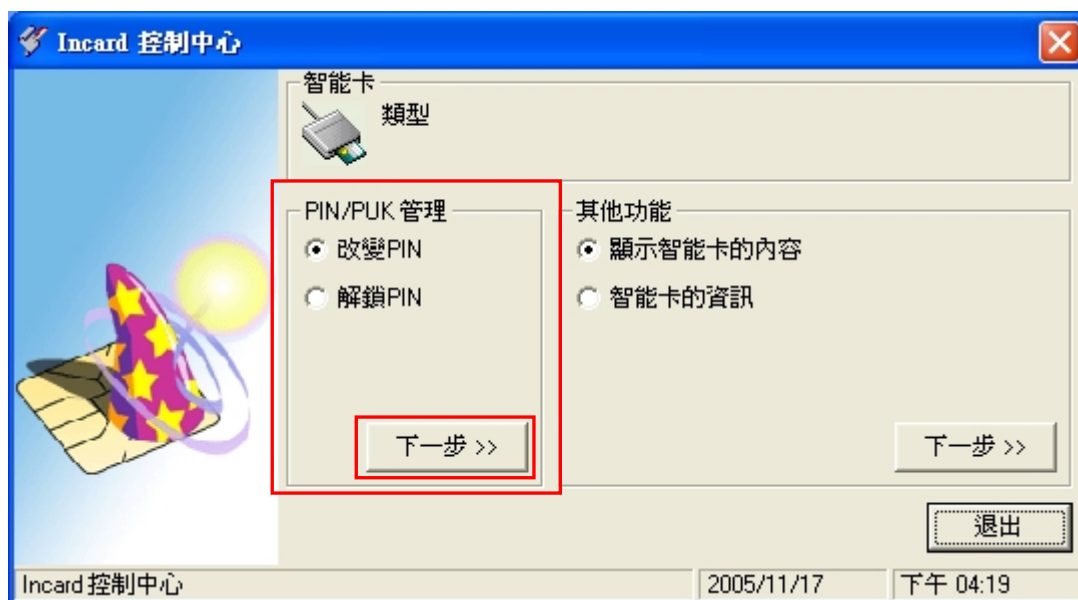 Incard 控制中心
智能卡
類型
PIN/PUK 管理
改變PIN
解鎖PIN
下一步 >>
其他功能
顯示智能卡的內容
智能卡的資訊
下一步 >>
退出
Incard 控制中心
2005/11/17
下午 04:19